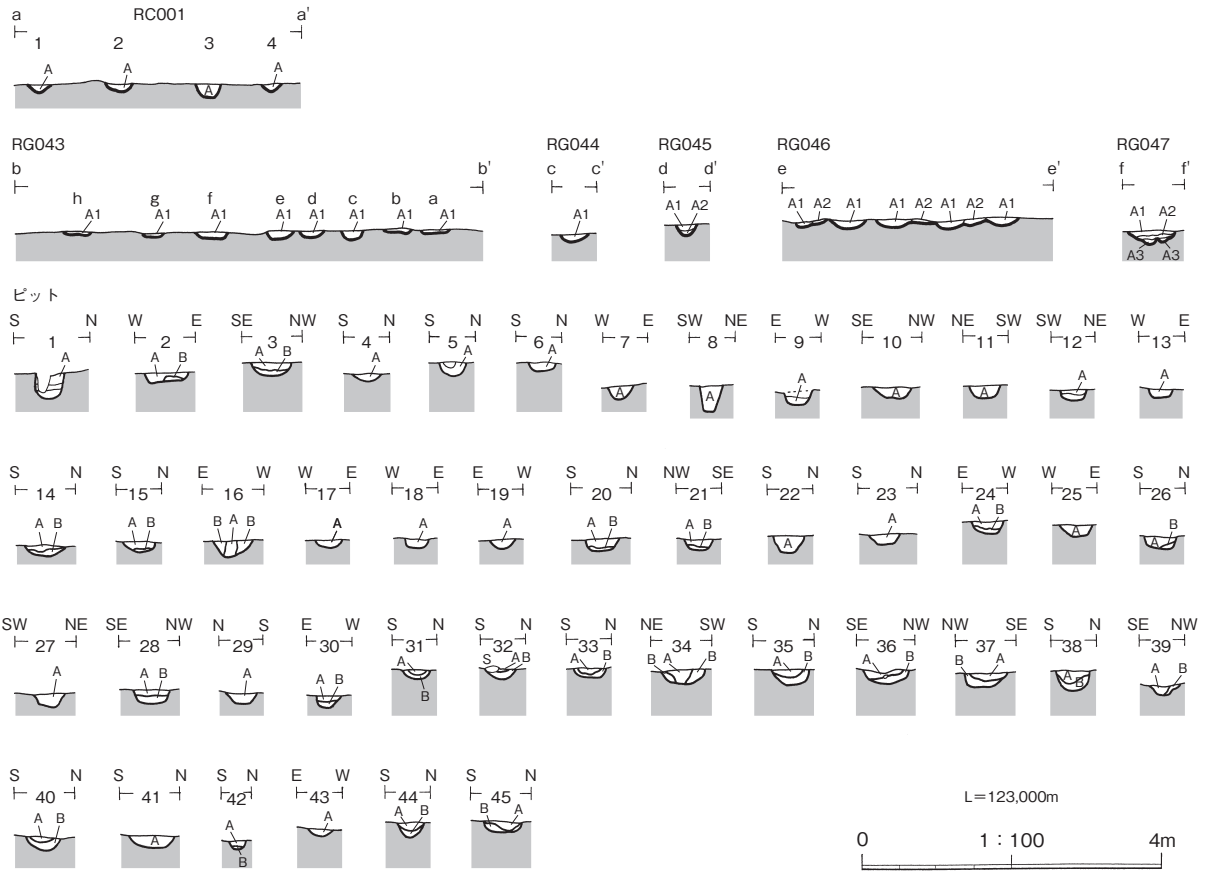 a RC001 a'
1 2 3 4
A A A A
RG043 RG044 RG045 RG046 RG047
b b' c c' d d' e e' f f'
h g f e d c b a
A1 A1 A1 A1 A1 A1 A1 A1 A1 A1 A2 A1 A2 A1 A1 A2 A1 A2 A1 A1 A2
A3 A3
ピット
S N W E SE NW S N S N S N W E SW NE E W SE NW NE SW SW NE W E
1 2 3 4 5 6 7 8 9 10 11 12 13
A A B A B A A A A A A A A A A
S N S N E W W E W E E W S N NW SE S N S N E W W E S N
14 15 16 17 18 19 20 21 22 23 24 25 26
A B A B B A B A A A A B A B A A A B A A B
SW NE SE NW N S E W S N S N S N NE SW S N SE NW NW SE S N SE NW
27 28 29 30 31 32 33 34 35 36 37 38 39
A A B A A B A B S A B A B B A B A B A B B A A B A B
S N S N S N E W S N S N
40 41 42 43 44 45
A B A A B A A B B A
L=123,000m
0 1：100 4m